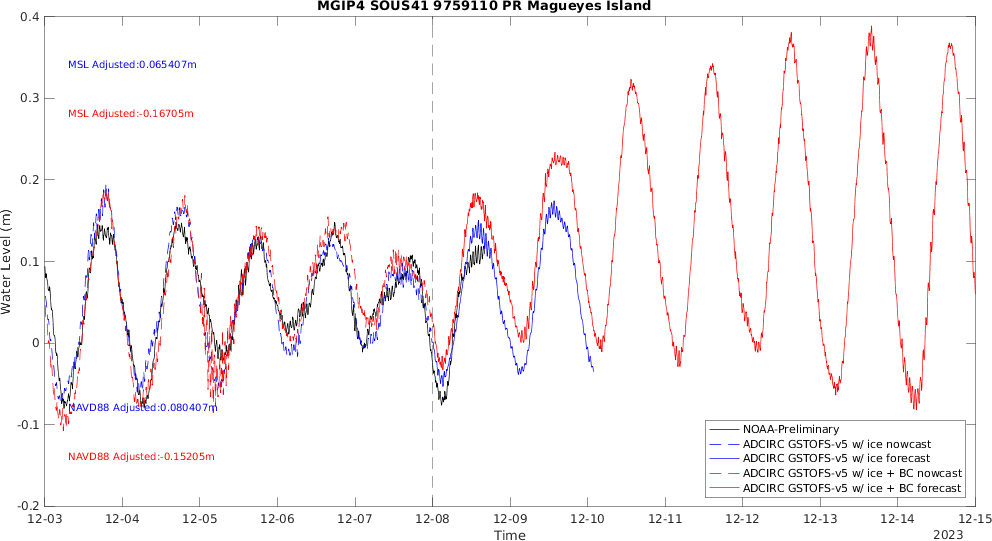 MGIP4 SOUS41 9759110 PR Magueyes Island
0.4
0.3
0.2
0.1
0
-0.1
-0.2
Water Level (m)
MSL Adjusted:0.065407m
MSL Adjusted:-0.16705m
NAVD88 Adjusted:0.080407m
NAVD88 Adjusted:-0.15205m
NOAA-Preliminary
ADCIRC GSTOFS-v5 w/ ice nowcast
ADCIRC GSTOFS-v5 w/ ice forecast
ADCIRC GSTOFS-v5 w/ ice + BC nowcast
ADCIRC GSTOFS-v5 w/ ice + BC forecast
12-03 12-04 12-05 12-06 12-07 12-08 12-09 12-10 12-11 12-12 12-13 12-14 12-15
Time
2023